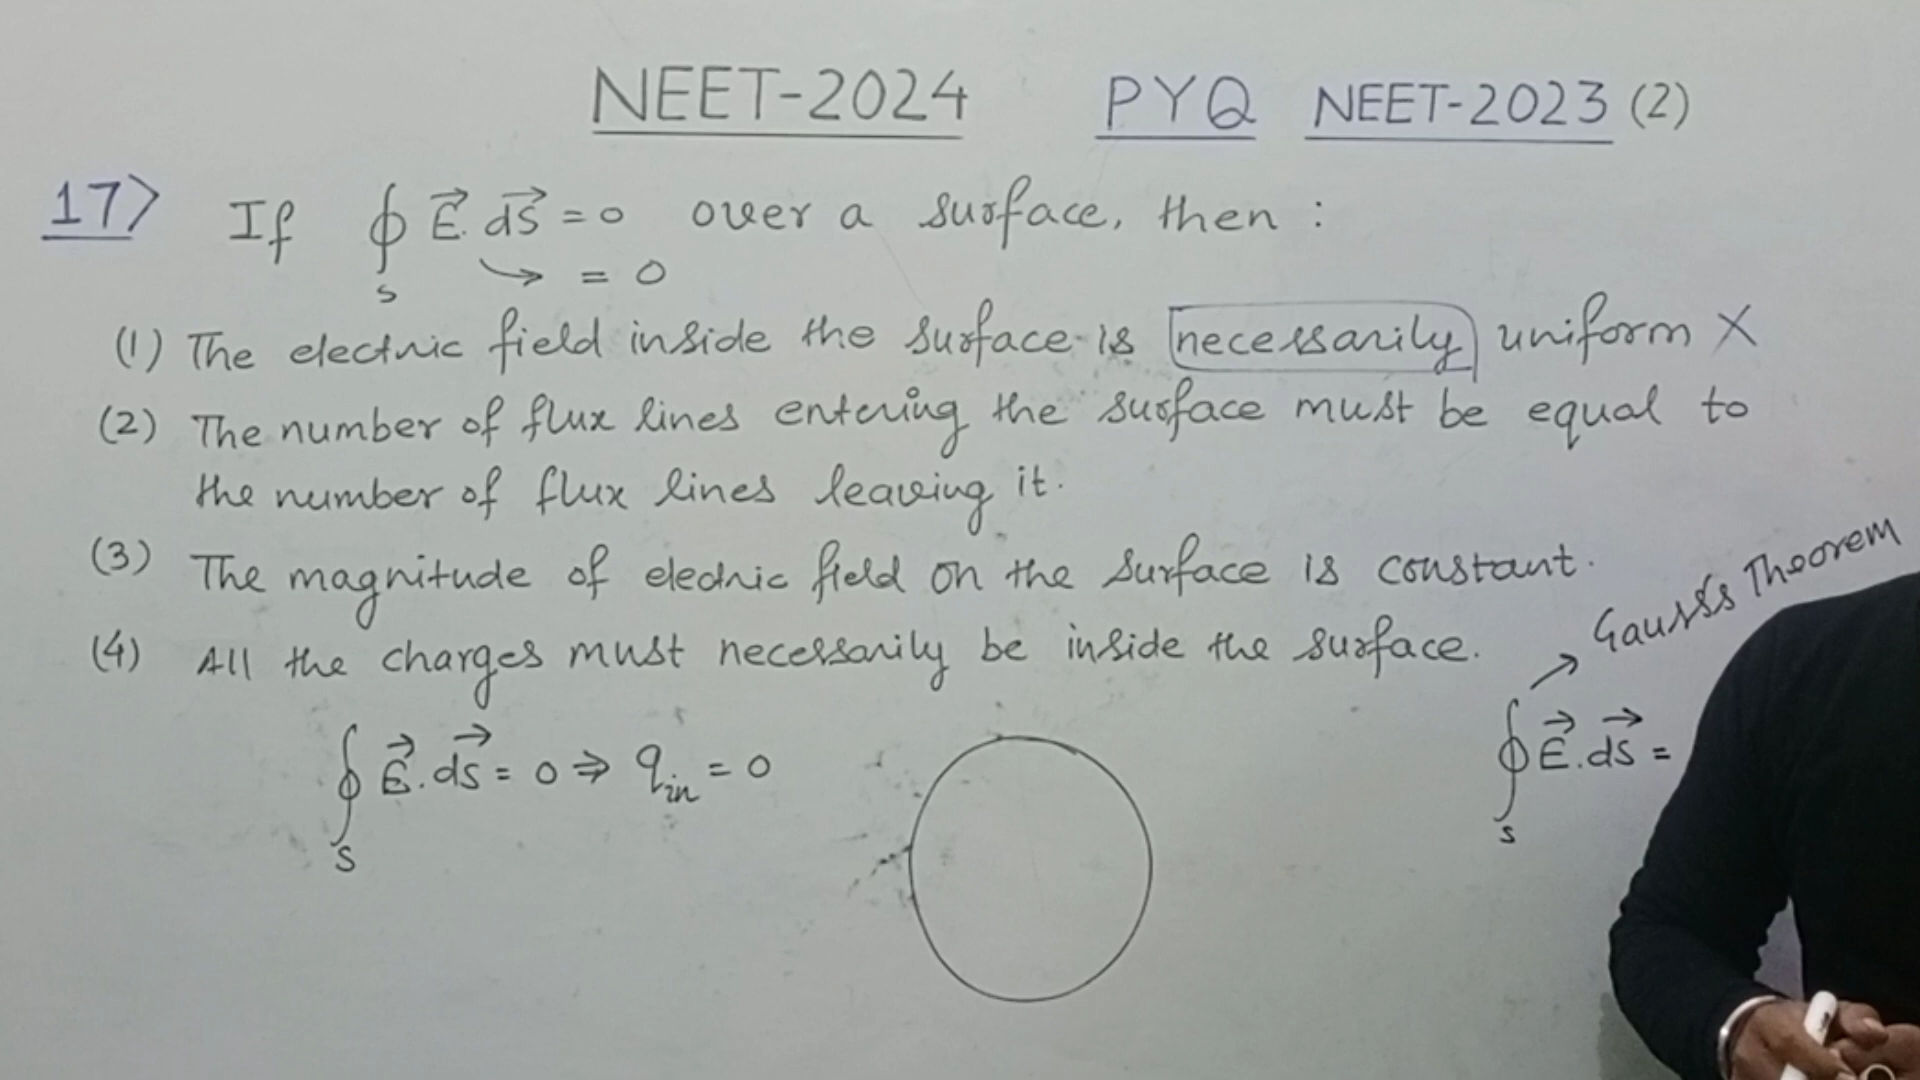 NEET-2024 PYQ NEET-2023 (2)
17> If ∮ₛ E⃗. dS⃗ = 0 over a surface, then :
→ = 0
(1) The electric field inside the surface is necessarily uniform X
(2) The number of flux lines entering the surface must be equal to
the number of flux lines leaving it.
(3) The magnitude of electric field on the surface is constant.
(4) All the charges must necessarily be inside the surface.
→ Gauss's Theorem
∮ₛ E⃗. dS⃗ = 0 ⇒ qᵢₙ = 0
∮ₛ E⃗. dS⃗ =